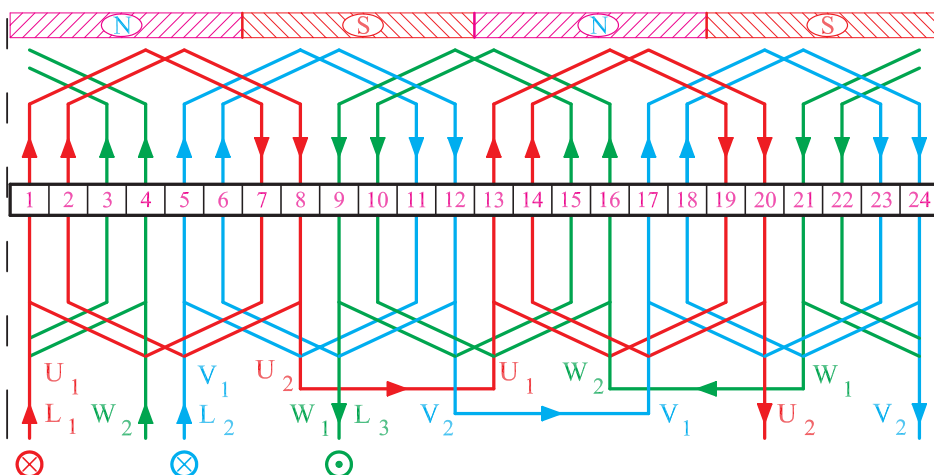 N S N S
1 2 3 4 5 6 7 8 9 10 11 12 13 14 15 16 17 18 19 20 21 22 23 24
U1 V1 U2 U1 W2 W1
L1 W2 L2 W1 L3 V2 V1 U2 V2